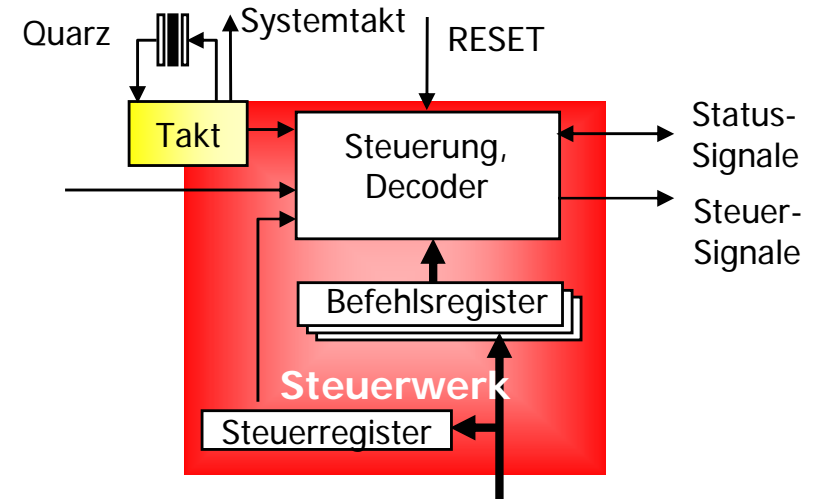 Quarz
Systemtakt
RESET
Takt
Steuerung,
Decoder
Status-
Signale
Steuer-
Signale
Befehlsregister
Steuerwerk
Steuerregister